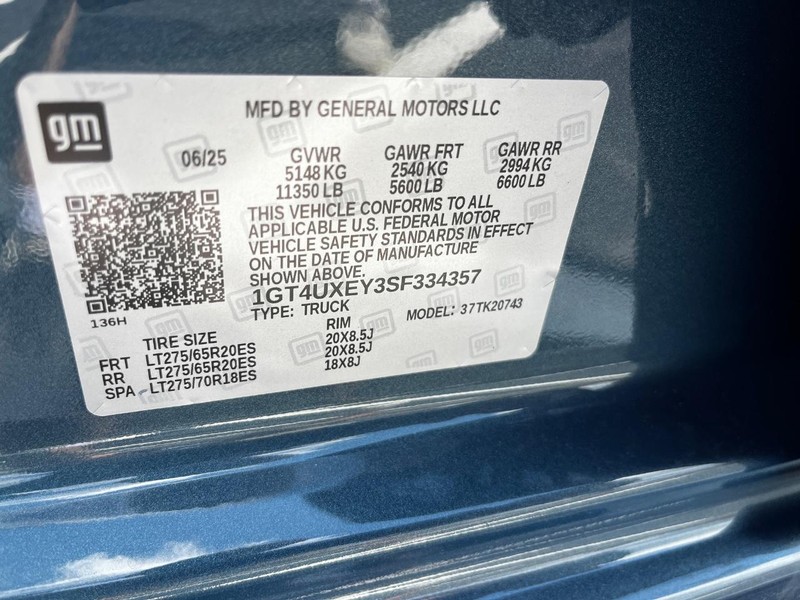 gm
MFD BY GENERAL MOTORS LLC
06/25 GVWR GAWR FRT GAWR RR
5148 KG 2540 KG 2994 KG
11350 LB 5600 LB 6600 LB
THIS VEHICLE CONFORMS TO ALL
APPLICABLE U.S. FEDERAL MOTOR
VEHICLE SAFETY STANDARDS IN EFFECT
ON THE DATE OF MANUFACTURE
SHOWN ABOVE.
1GT4UXEY3SF334357
TYPE: TRUCK MODEL: 37TK20743
136H
TIRE SIZE RIM
FRT LT275/65R20ES 20X8.5J
RR LT275/65R20ES 20X8.5J
SPA LT275/70R18ES 18X8J